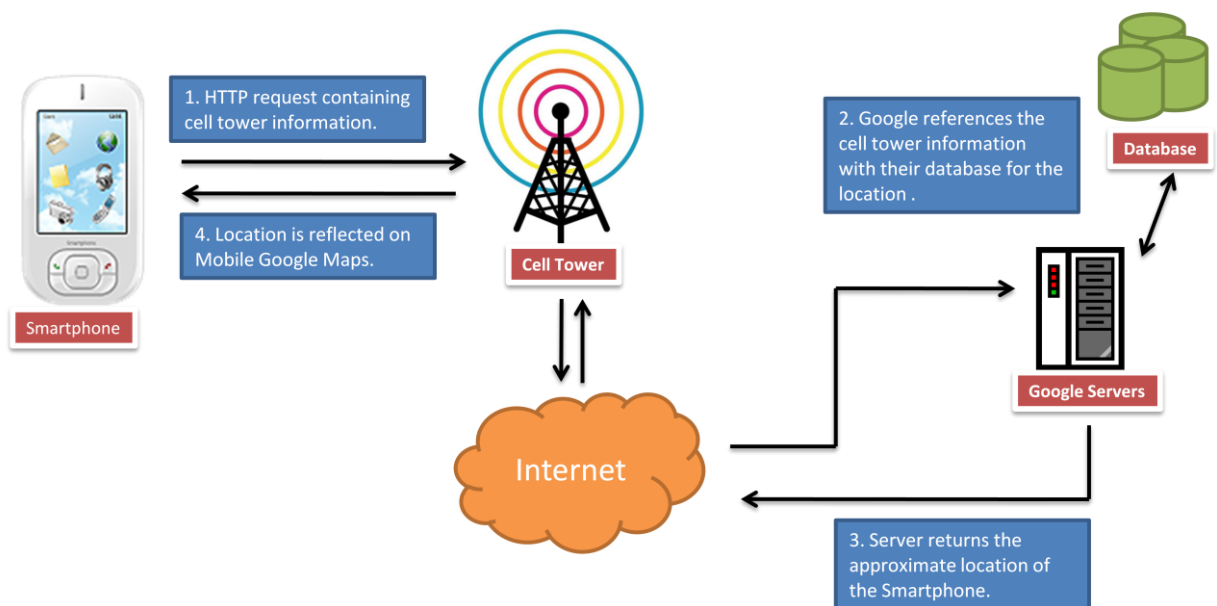 1. HTTP request containing
cell tower information.
2. Google references the
cell tower information
with their database for the
location .
Database
4. Location is reflected on
Mobile Google Maps.
Cell Tower
Smartphone
Smartphone
Google Servers
Internet
3. Server returns the
approximate location of
the Smartphone.